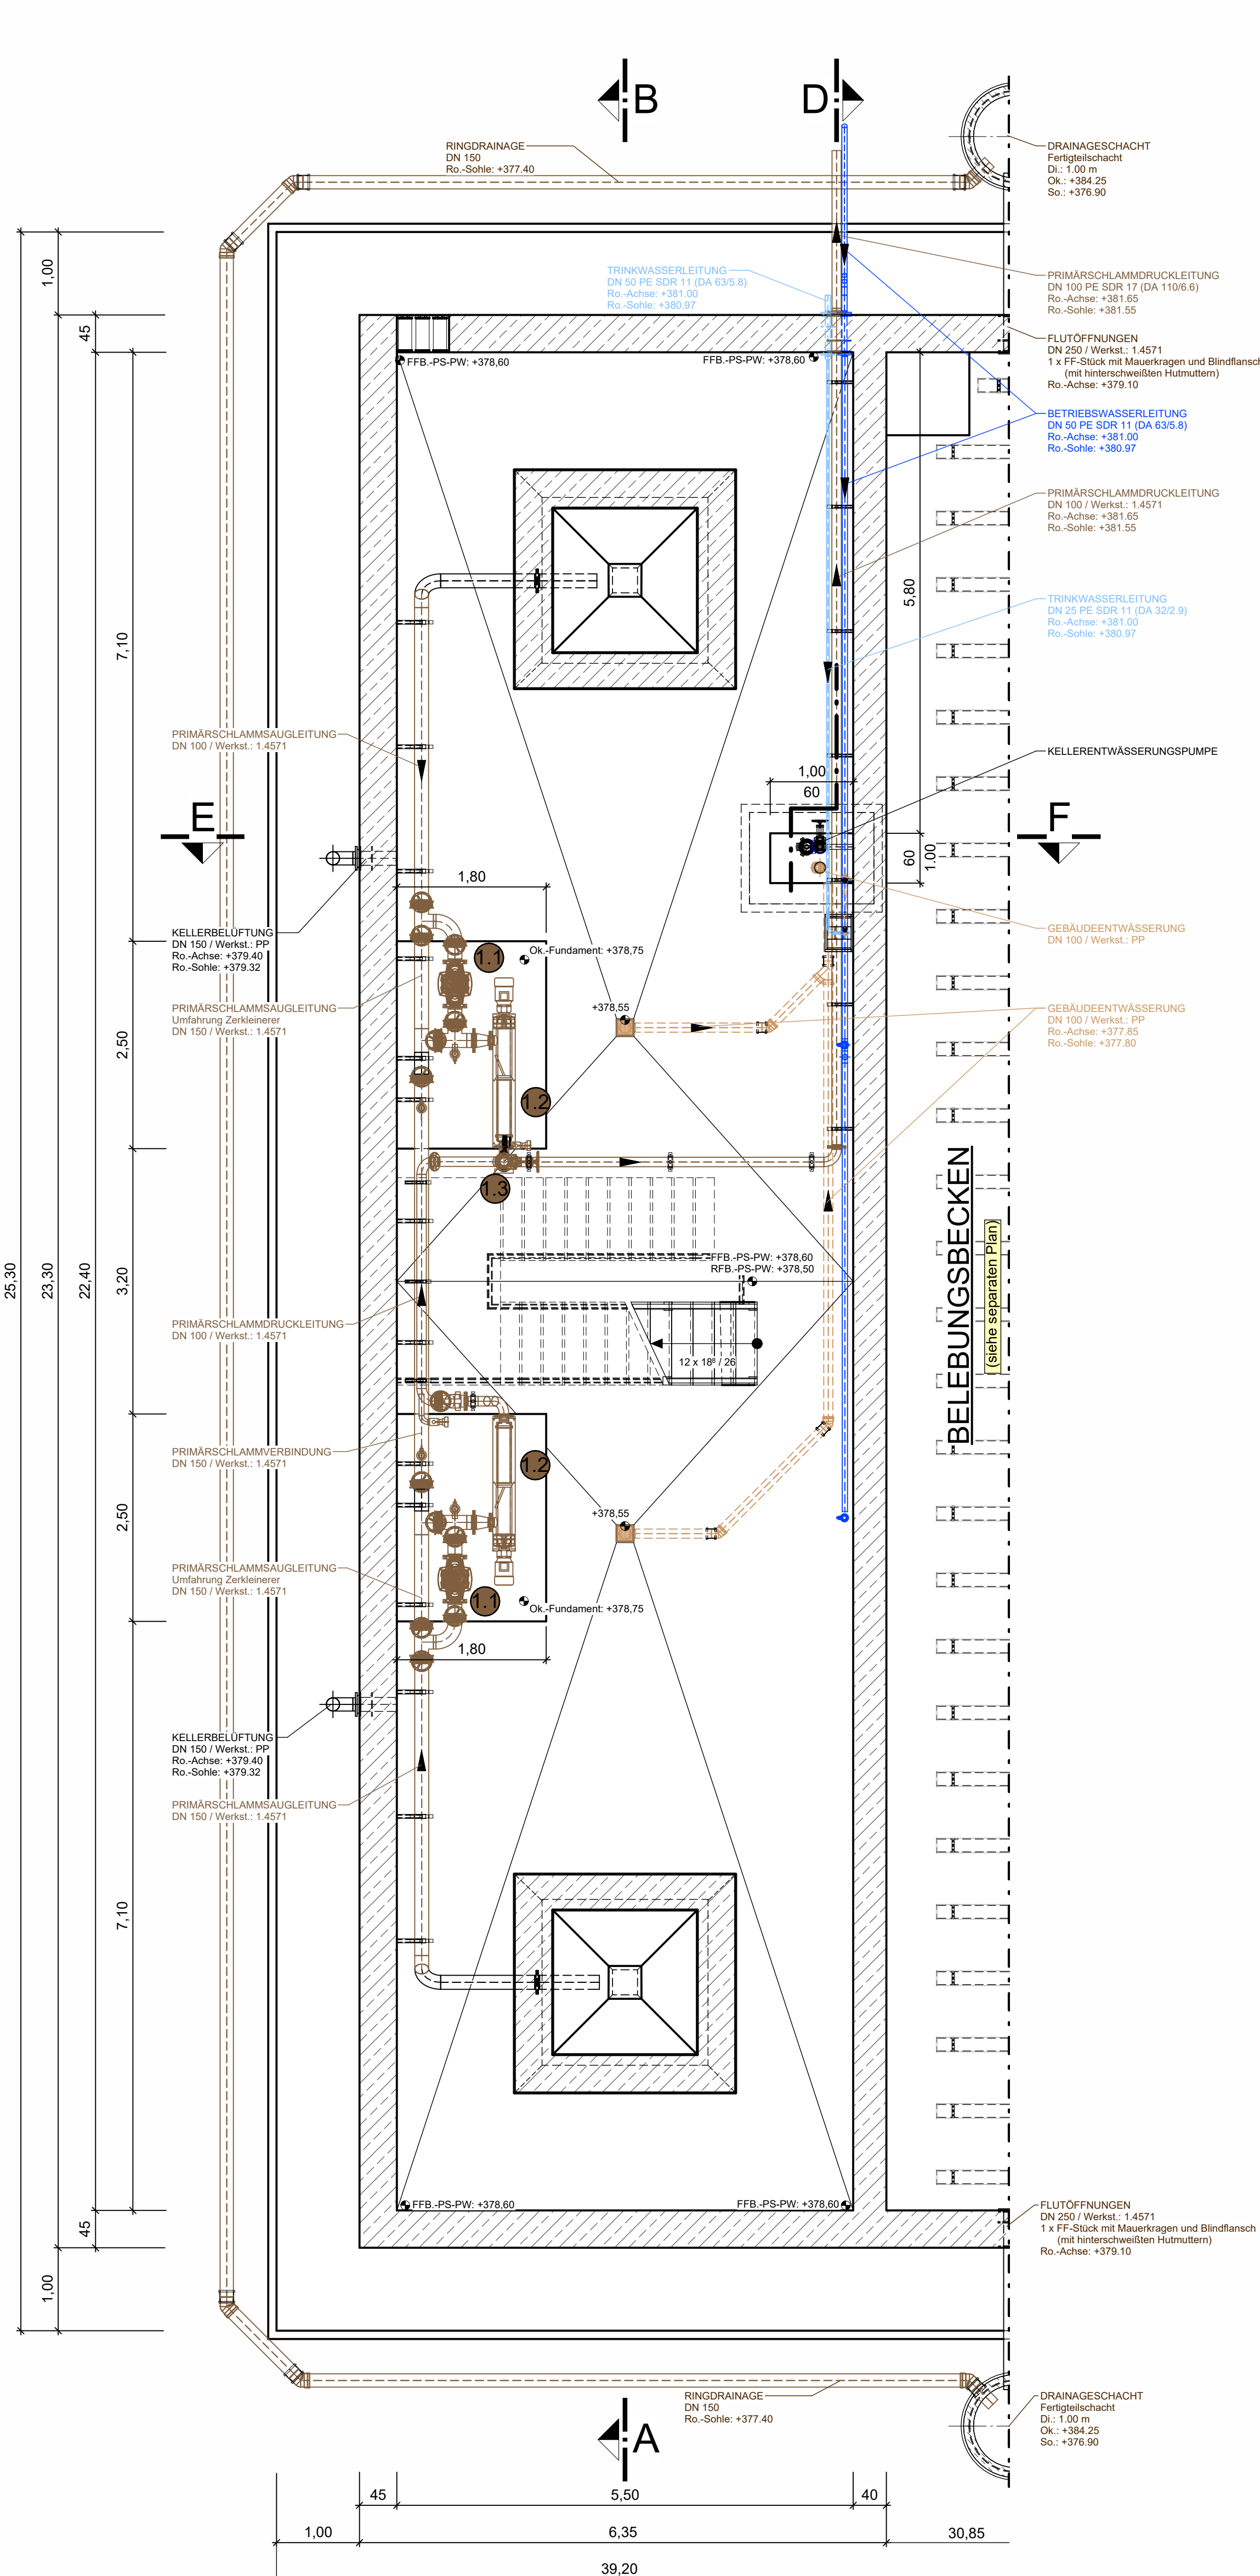 B
D
RINGDRAINAGE
DN 150
Ro.-Sohle: +377.40
DRAINAGESCHACHT
Fertigteilschacht
Di.: 1.00 m
Ok.: +384.25
So.: +376.90
TRINKWASSERLEITUNG
DN 50 PE SDR 11 (DA 63/5.8)
Ro.-Achse: +381.00
Ro.-Sohle: +380.97
PRIMÄRSCHLAMMDRUCKLEITUNG
DN 100 PE SDR 17 (DA 110/6.6)
Ro.-Achse: +381.65
Ro.-Sohle: +381.55
1,00
45
FLUTÖFFNUNGEN
DN 250 / Werkst.: 1.4571
1 x FF-Stück mit Mauerkragen und Blindflansch
(mit hinterschweißten Hutmuttern)
Ro.-Achse: +379.10
FFB.-PS-PW: +378,60
FFB.-PS-PW: +378,60
BETRIEBSWASSERLEITUNG
DN 50 PE SDR 11 (DA 63/5.8)
Ro.-Achse: +381.00
Ro.-Sohle: +380.97
PRIMÄRSCHLAMMDRUCKLEITUNG
DN 100 / Werkst.: 1.4571
Ro.-Achse: +381.65
Ro.-Sohle: +381.55
5,80
TRINKWASSERLEITUNG
DN 25 PE SDR 11 (DA 32/2.9)
Ro.-Achse: +381.00
Ro.-Sohle: +380.97
7,10
PRIMÄRSCHLAMMSAUGLEITUNG
DN 100 / Werkst.: 1.4571
KELLERENTWÄSSERUNGSPUMPE
1,00
60
E
F
60
1.00
1,80
KELLERBELÜFTUNG
DN 150 / Werkst.: PP
Ro.-Achse: +379.40
Ro.-Sohle: +379.32
GEBÄUDEENTWÄSSERUNG
DN 100 / Werkst.: PP
1.1
Ok.-Fundament: +378,75
PRIMÄRSCHLAMMSAUGLEITUNG
Umfahrung Zerkleinerer
DN 150 / Werkst.: 1.4571
+378,55
GEBÄUDEENTWÄSSERUNG
DN 100 / Werkst.: PP
Ro.-Achse: +377.85
Ro.-Sohle: +377.80
2,50
1.2
1.3
BELEBUNGSBECKEN
(siehe separaten Plan)
25,30
23,30
22,40
3,20
FFB.-PS-PW: +378,60
RFB.-PS-PW: +378,50
PRIMÄRSCHLAMMDRUCKLEITUNG
DN 100 / Werkst.: 1.4571
12 x 18⁸ / 26
PRIMÄRSCHLAMMVERBINDUNG
DN 150 / Werkst.: 1.4571
1.2
2,50
+378,55
PRIMÄRSCHLAMMSAUGLEITUNG
Umfahrung Zerkleinerer
DN 150 / Werkst.: 1.4571
1.1
Ok.-Fundament: +378,75
1,80
KELLERBELÜFTUNG
DN 150 / Werkst.: PP
Ro.-Achse: +379.40
Ro.-Sohle: +379.32
PRIMÄRSCHLAMMSAUGLEITUNG
DN 150 / Werkst.: 1.4571
7,10
FFB.-PS-PW: +378,60
FFB.-PS-PW: +378,60
45
1,00
FLUTÖFFNUNGEN
DN 250 / Werkst.: 1.4571
1 x FF-Stück mit Mauerkragen und Blindflansch
(mit hinterschweißten Hutmuttern)
Ro.-Achse: +379.10
RINGDRAINAGE
DN 150
Ro.-Sohle: +377.40
DRAINAGESCHACHT
Fertigteilschacht
Di.: 1.00 m
Ok.: +384.25
So.: +376.90
A
45
5,50
40
1,00
6,35
30,85
39,20